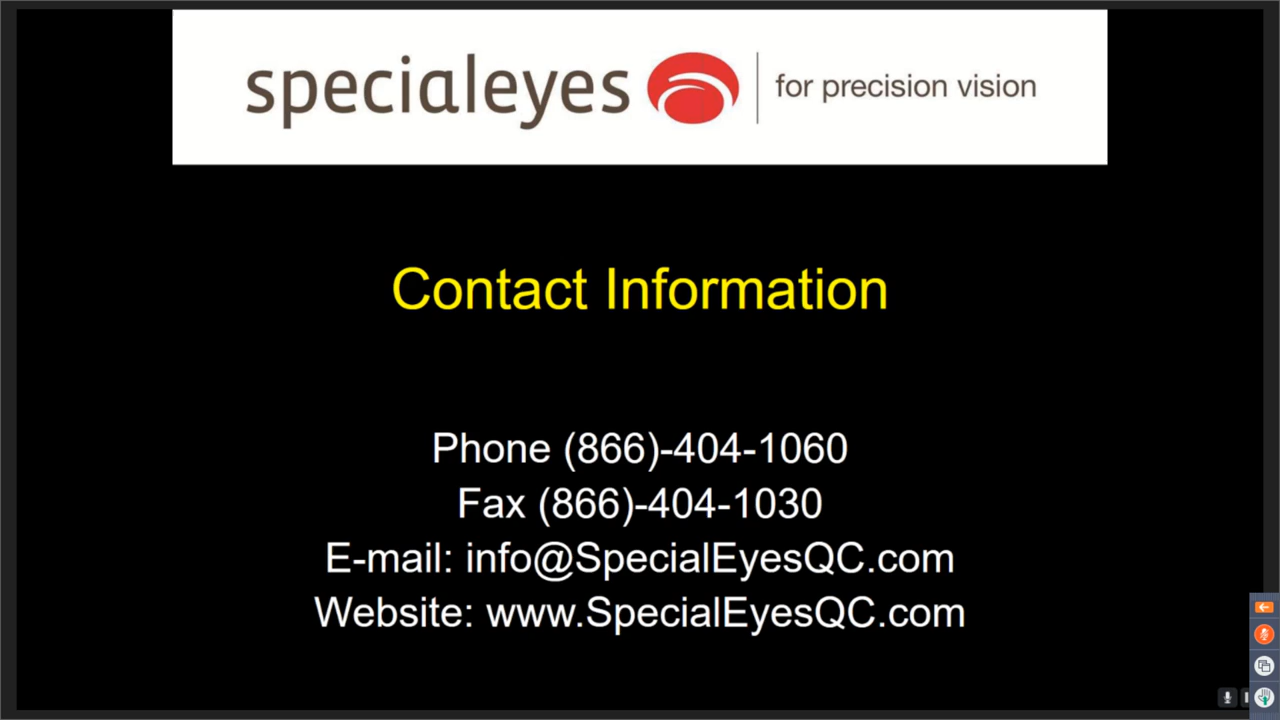 specialeyes for precision vision
Contact Information
Phone (866)-404-1060
Fax (866)-404-1030
E-mail: info@SpecialEyesQC.com
Website: www.SpecialEyesQC.com